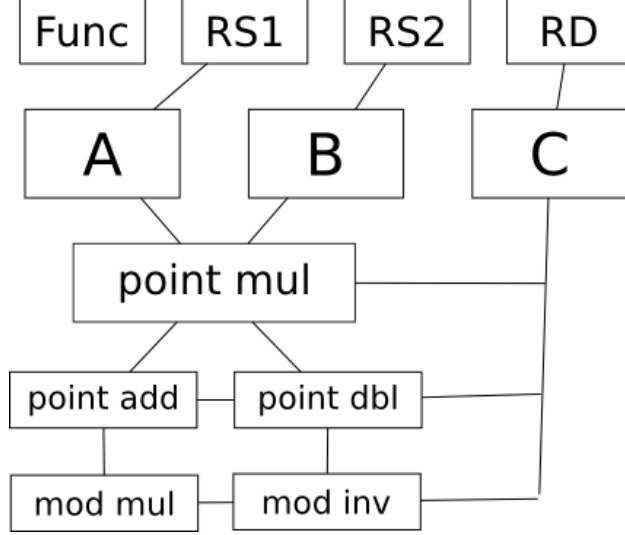 Func RS1 RS2 RD
A B C
point mul
point add point dbl
mod mul mod inv